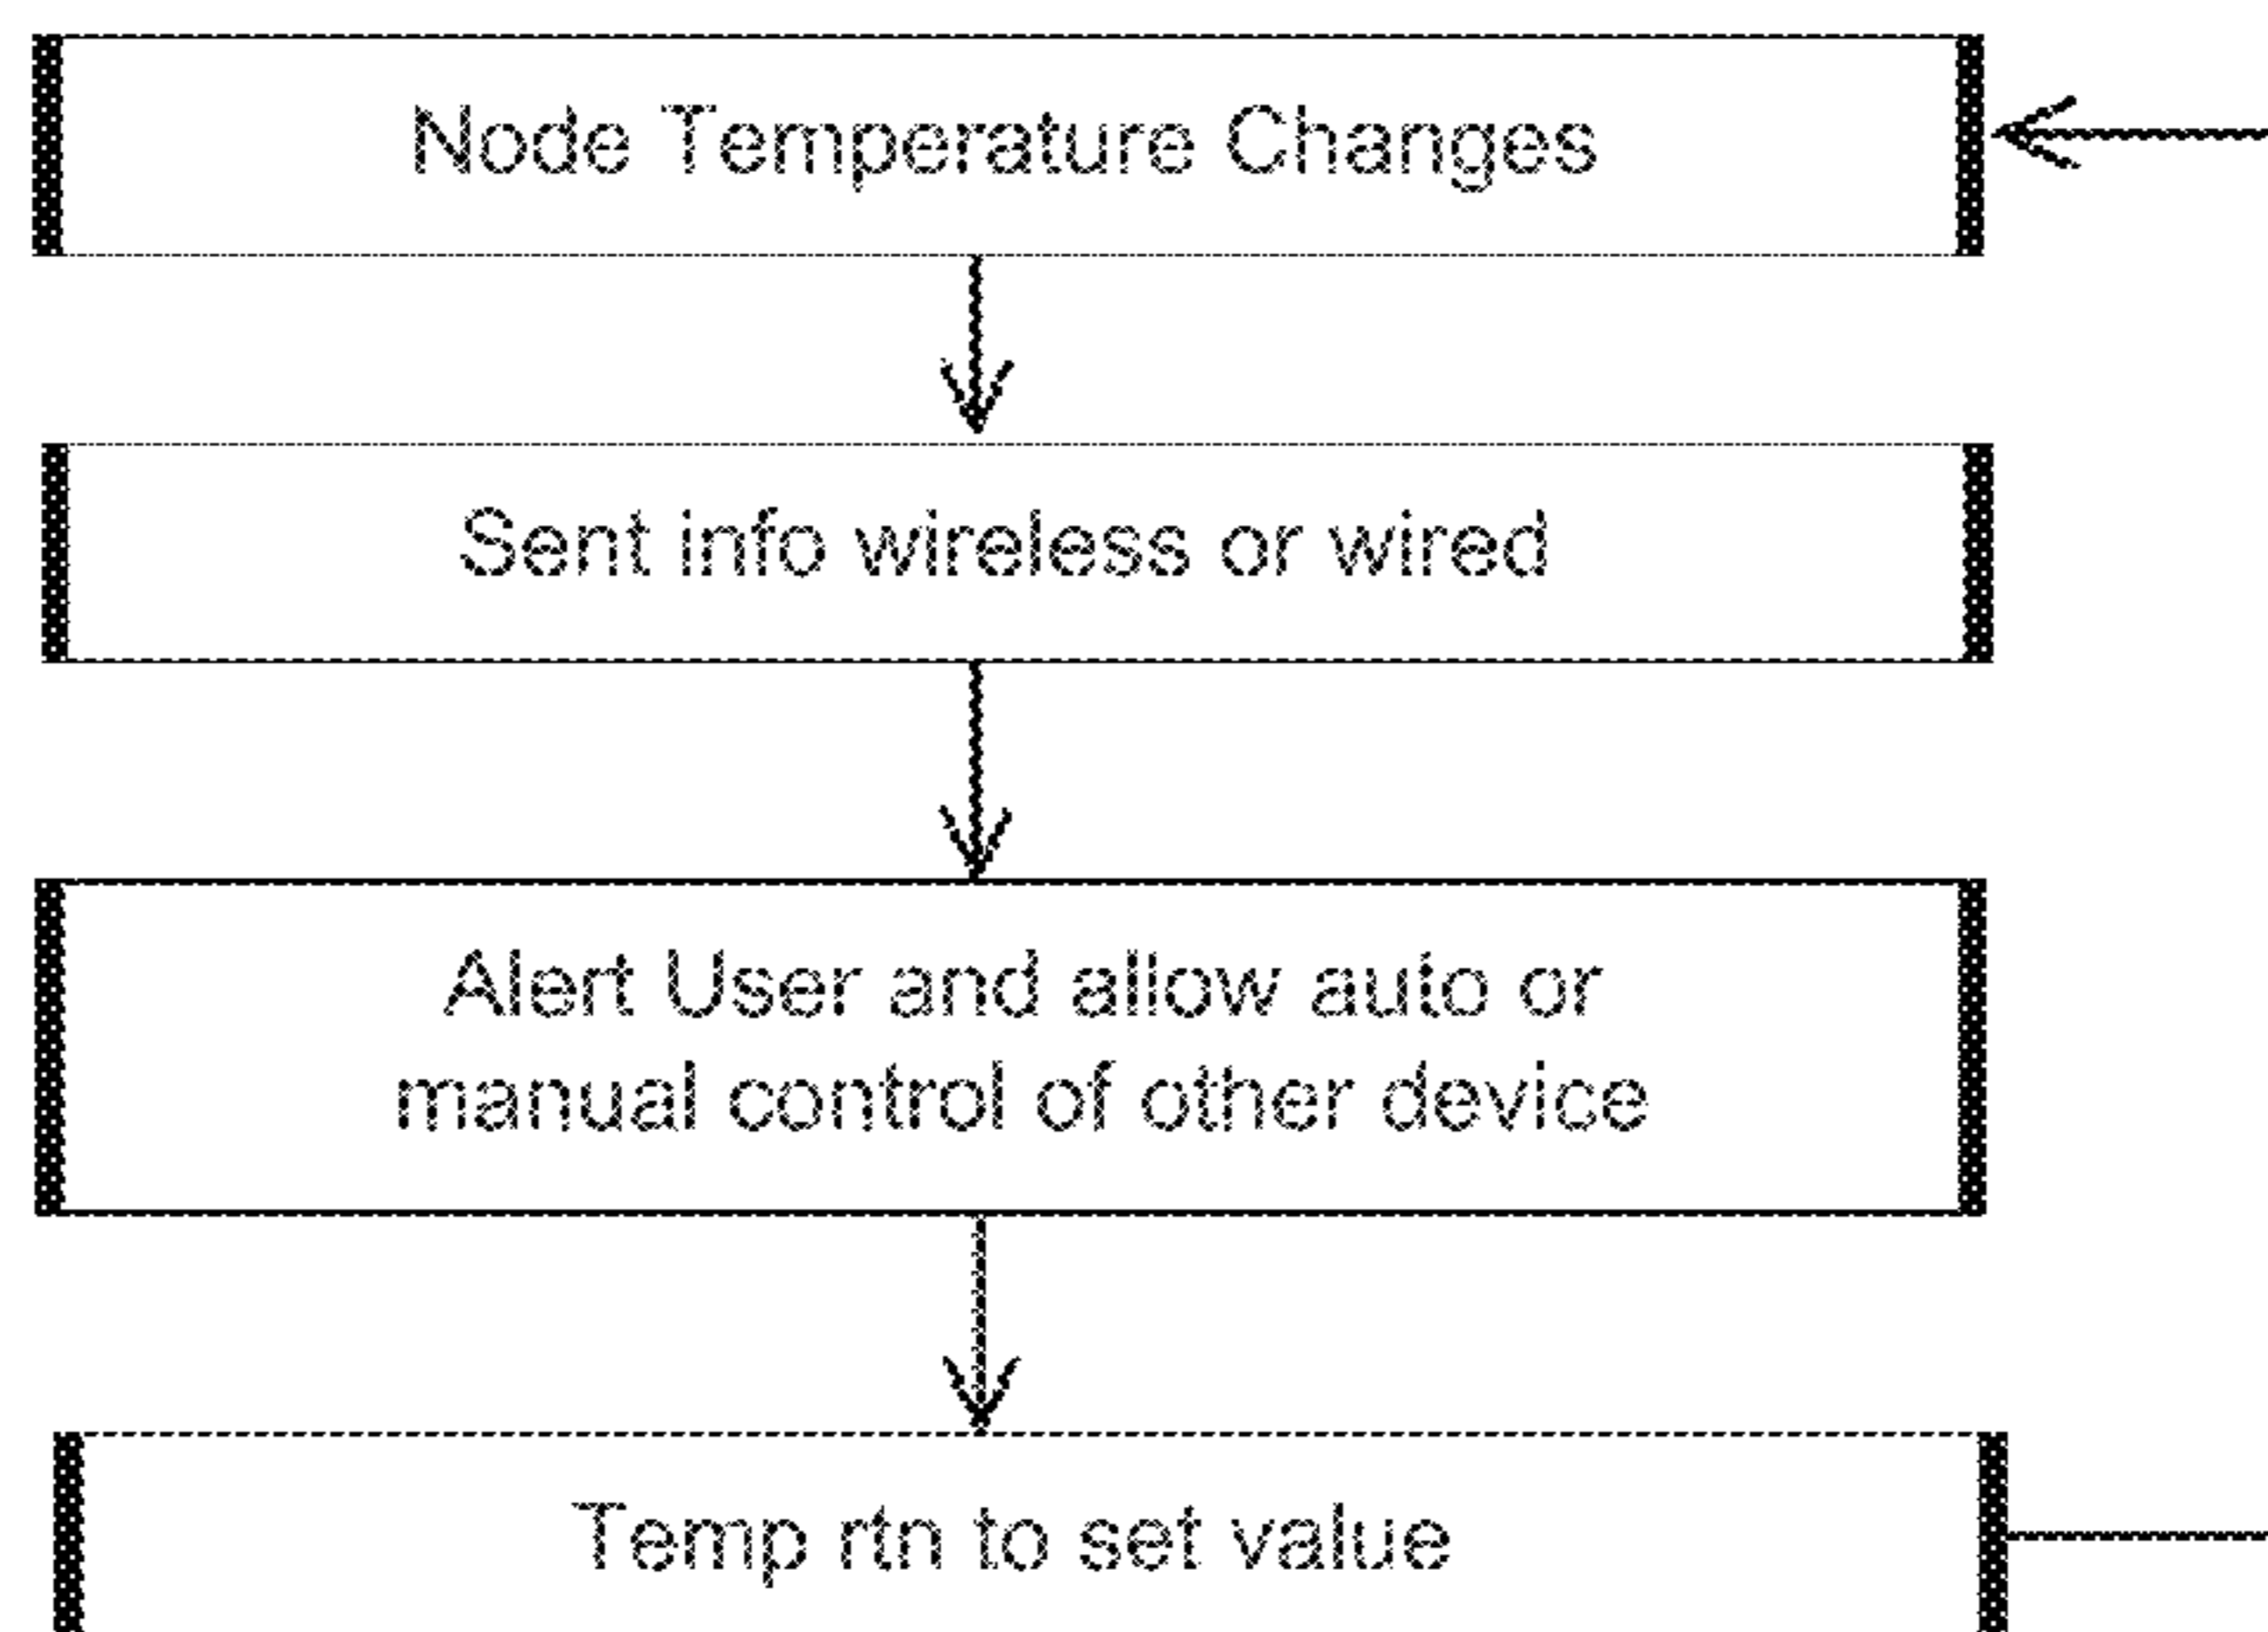 Node Temperature Changes
Sent info wireless or wired
Alert User and allow auto or
manual control of other device
Temp rtn to set value